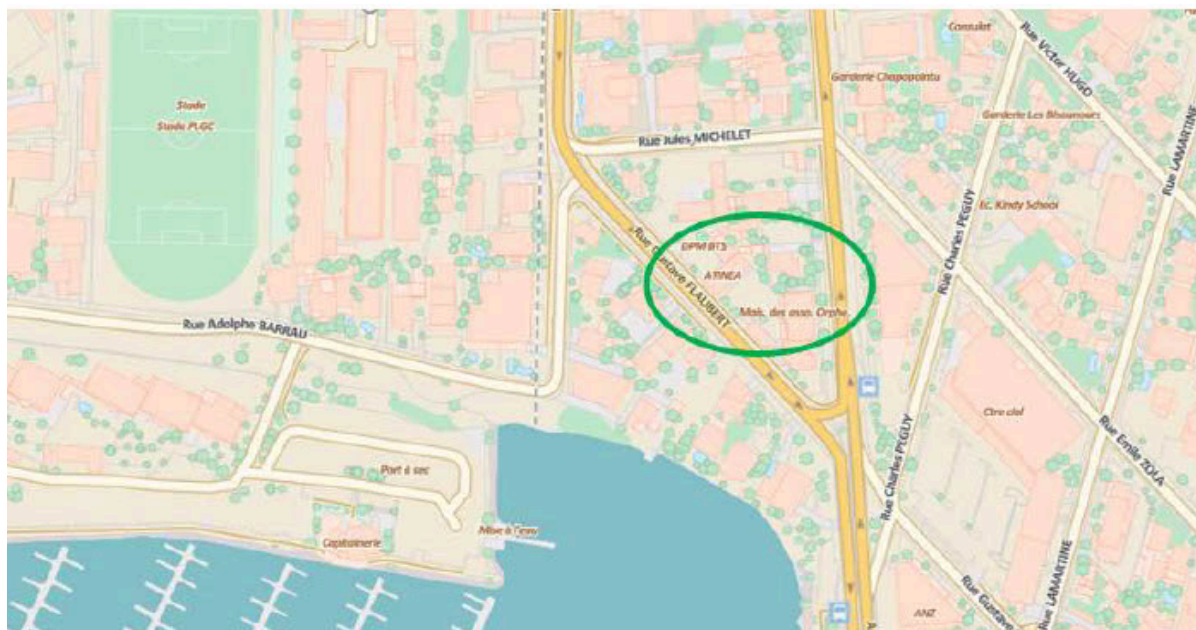 Consulat
Rue Victor HUGO
Stade
Stade PLGC
Garderie Chapopointu
Garderie Les Bisounours
Rue Jules MICHELET
Rue LAMARTINE
Rue Charles PEGUY
Ec. Kindy School
DPM BTS
Rue Gustave FLAUBERT
ATINEA
Mais. des asso. Orphe.
Rue Adolphe BARRAU
Ctre cial
Rue Charles PEGUY
Rue Emile ZOLA
Port à sec
Mise à l'eau
Capitainerie
Rue LAMARTINE
Rue Gustave
ANZ
A